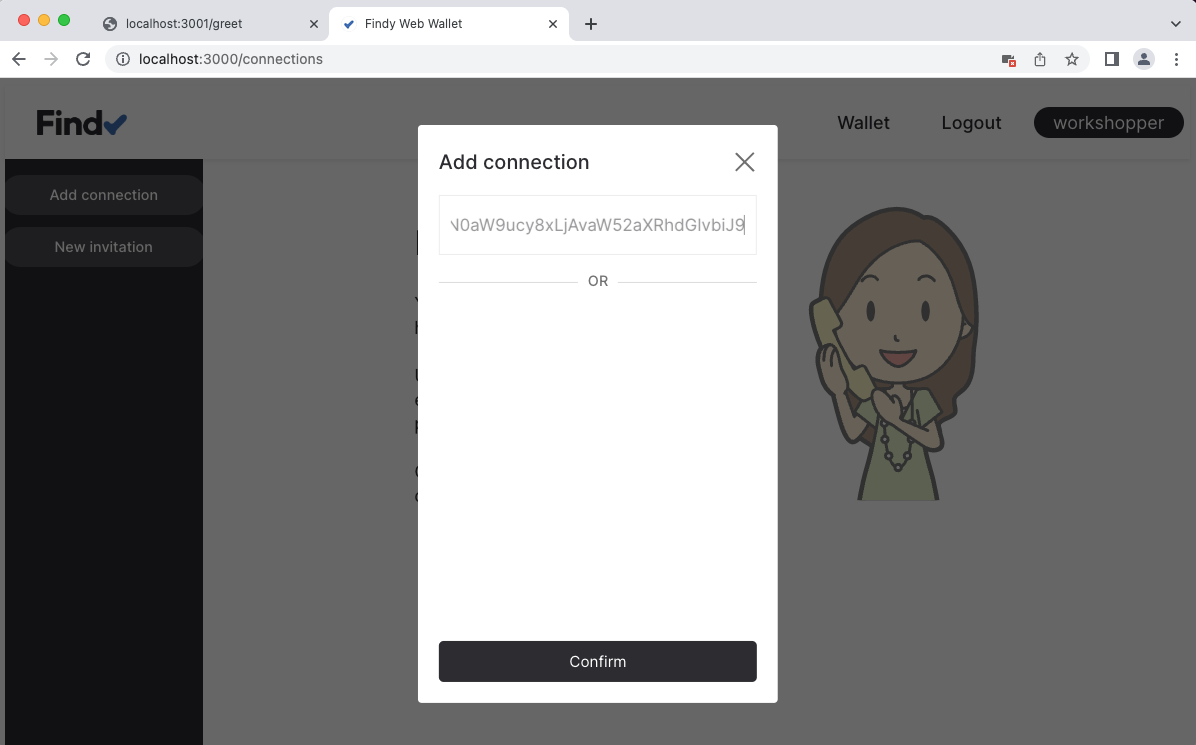 localhost:3001/greet
Findy Web Wallet
localhost:3000/connections
Findy
Wallet
Logout
workshopper
Add connection
New invitation
Add connection
N0aW9ucy8xLjAvaW52aXRhdGlvbiJ9
OR
Confirm